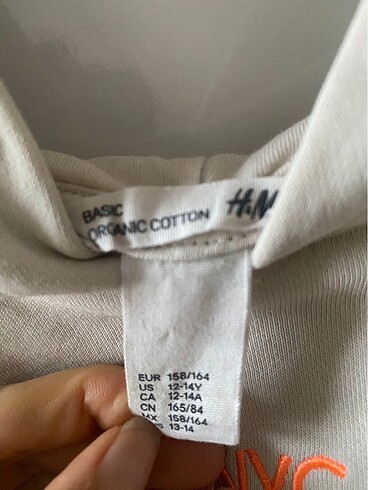 BASIC
ORGANIC COTTON
H&M
EUR 158/164
US 12-14Y
CA 12-14A
CN 165/84
MX 158/164
13-14
NYC